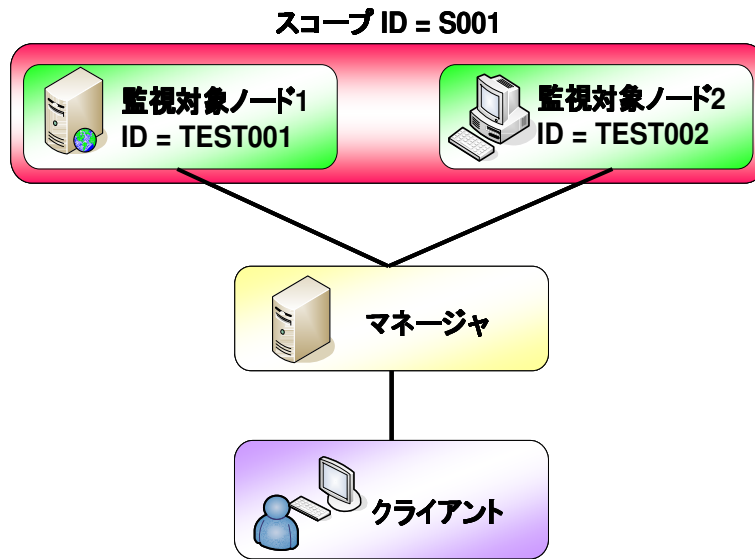 スコープ ID = S001
監視対象ノード1
ID = TEST001
監視対象ノード2
ID = TEST002
マネージャ
クライアント